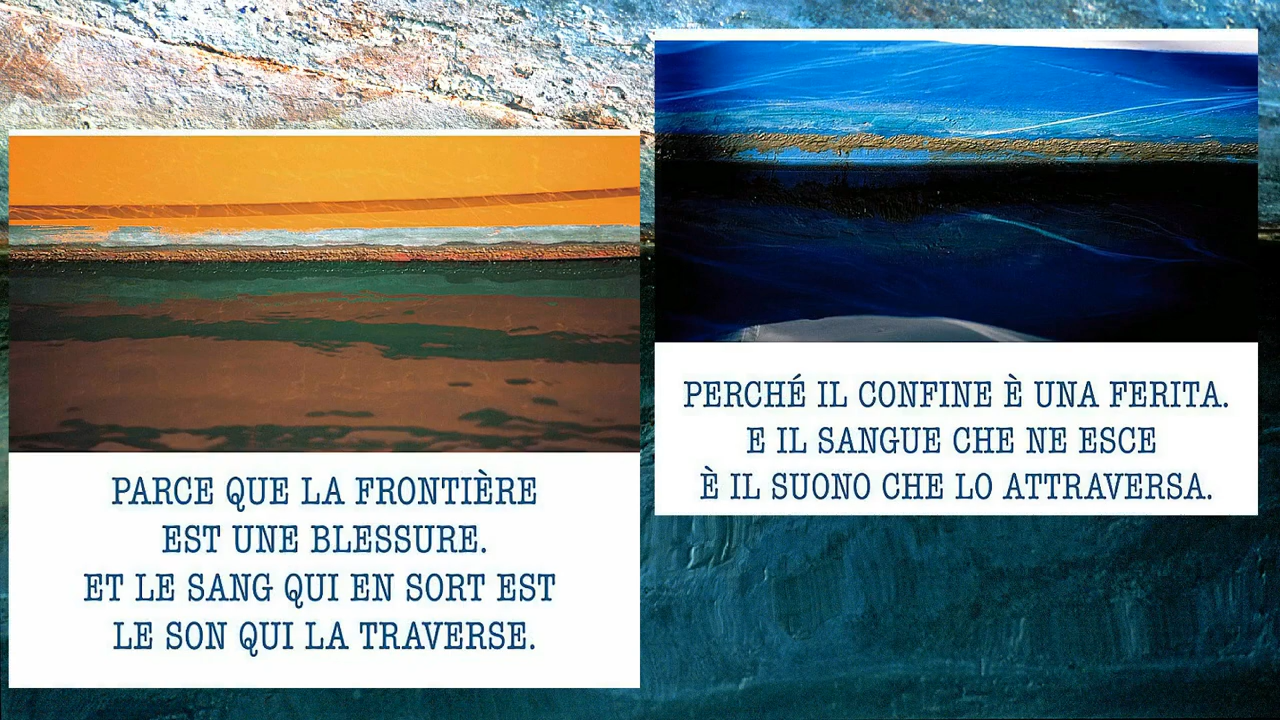 PARCE QUE LA FRONTIÈRE
EST UNE BLESSURE.
ET LE SANG QUI EN SORT EST
LE SON QUI LA TRAVERSE.
PERCHÉ IL CONFINE È UNA FERITA.
E IL SANGUE CHE NE ESCE
È IL SUONO CHE LO ATTRAVERSA.